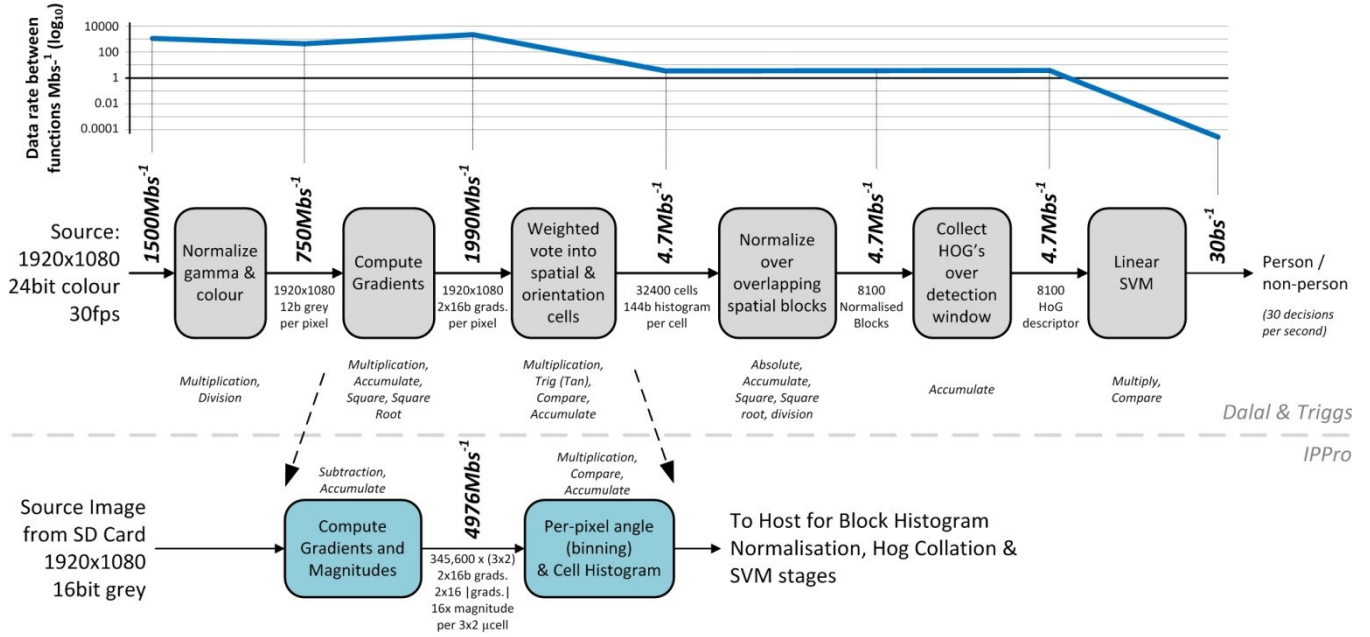 Data rate between
functions Mbs-¹ (log₁₀)
10000
100
1
0.01
0.0001
1500Mbs⁻¹
750Mbs⁻¹
1990Mbs⁻¹
4.7Mbs⁻¹
4.7Mbs⁻¹
4.7Mbs⁻¹
30bs⁻¹
Source:
1920x1080
24bit colour
30fps
Normalize
gamma &
colour
1920x1080
12b grey
per pixel
Compute
Gradients
1920x1080
2x16b grads.
per pixel
Weighted
vote into
spatial &
orientation
cells
32400 cells
144b histogram
per cell
Normalize
over
overlapping
spatial blocks
8100
Normalised
Blocks
Collect
HOG's over
detection
window
8100
HoG
descriptor
Linear
SVM
Person /
non-person
(30 decisions
per second)
Multiplication,
Division
Multiplication,
Accumulate,
Square, Square
Root
Multiplication,
Trig (Tan),
Compare,
Accumulate
Absolute,
Accumulate,
Square, Square
root, division
Accumulate
Multiply,
Compare
Dalal & Triggs
IPPro
Source Image
from SD Card
1920x1080
16bit grey
Subtraction,
Accumulate
Compute
Gradients and
Magnitudes
4976Mbs⁻¹
345,600 x (3x2)
2x16b grads.
2x16 |grads.|
16x magnitude
per 3x2 µcell
Multiplication,
Compare,
Accumulate
Per-pixel angle
(binning)
& Cell Histogram
To Host for Block Histogram
Normalisation, Hog Collation &
SVM stages